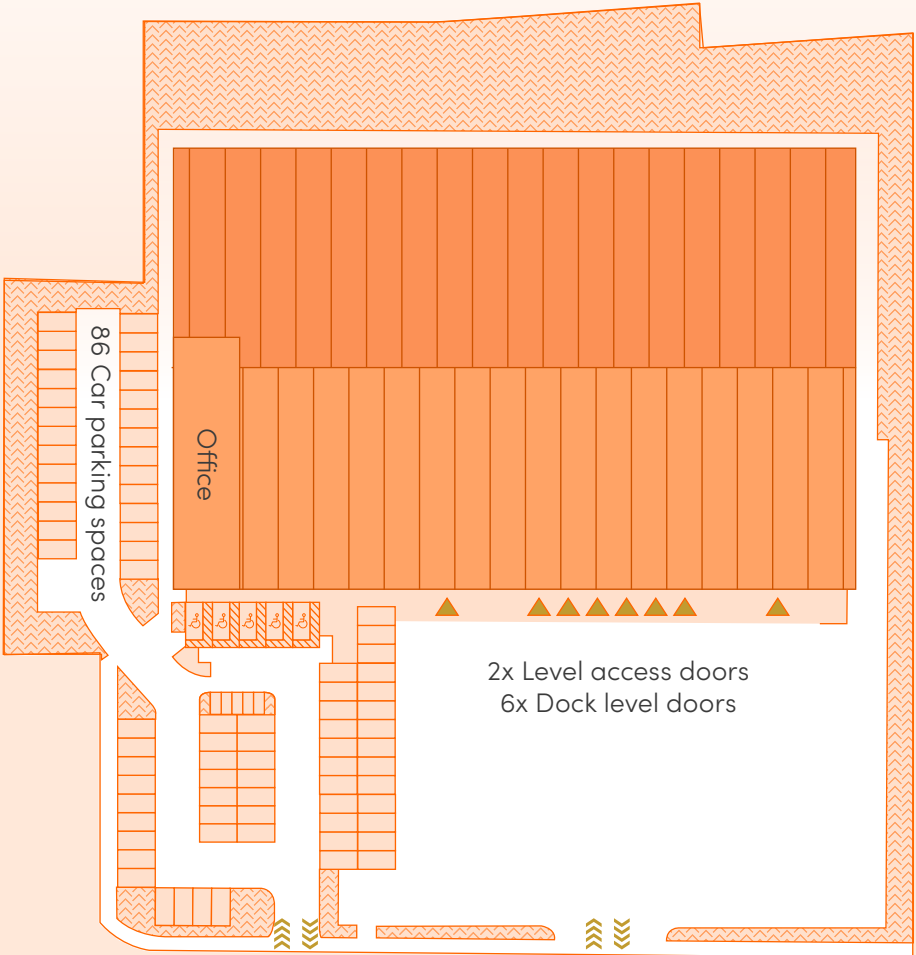 86 Car parking spaces
Office
2x Level access doors
6x Dock level doors